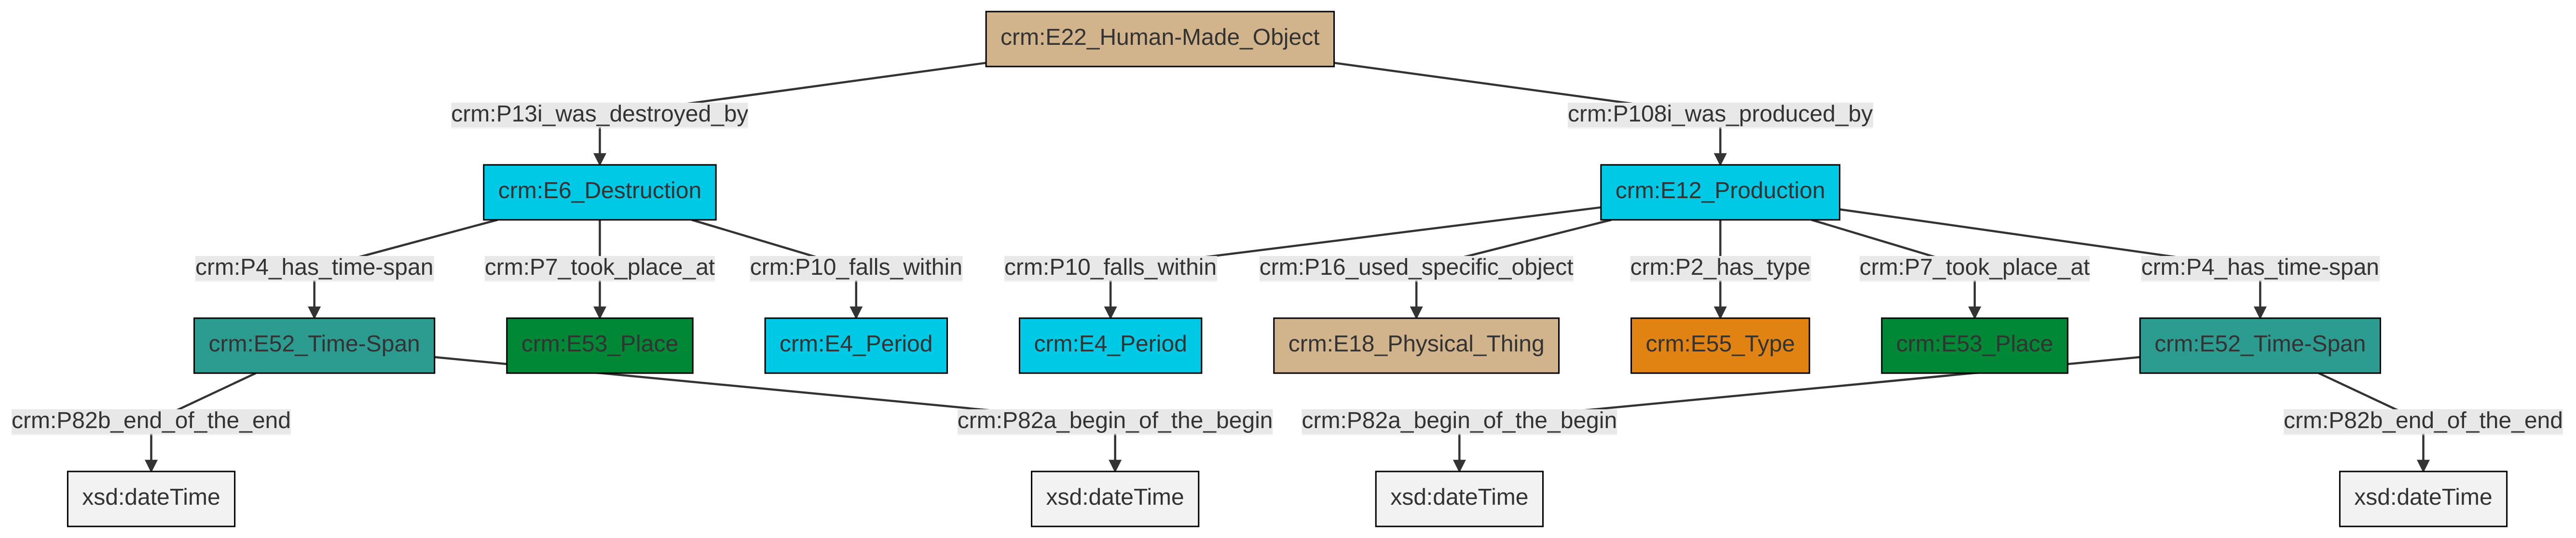 crm:E22_Human-Made_Object
crm:P13i_was_destroyed_by
crm:P108i_was_produced_by
crm:E6_Destruction
crm:E12_Production
crm:P4_has_time-span
crm:P7_took_place_at
crm:P10_falls_within
crm:P10_falls_within
crm:P16_used_specific_object
crm:P2_has_type
crm:P7_took_place_at
crm:P4_has_time-span
crm:E52_Time-Span
crm:E53_Place
crm:E4_Period
crm:E4_Period
crm:E18_Physical_Thing
crm:E55_Type
crm:E53_Place
crm:E52_Time-Span
crm:P82b_end_of_the_end
crm:P82a_begin_of_the_begin
crm:P82a_begin_of_the_begin
crm:P82b_end_of_the_end
xsd:dateTime
xsd:dateTime
xsd:dateTime
xsd:dateTime